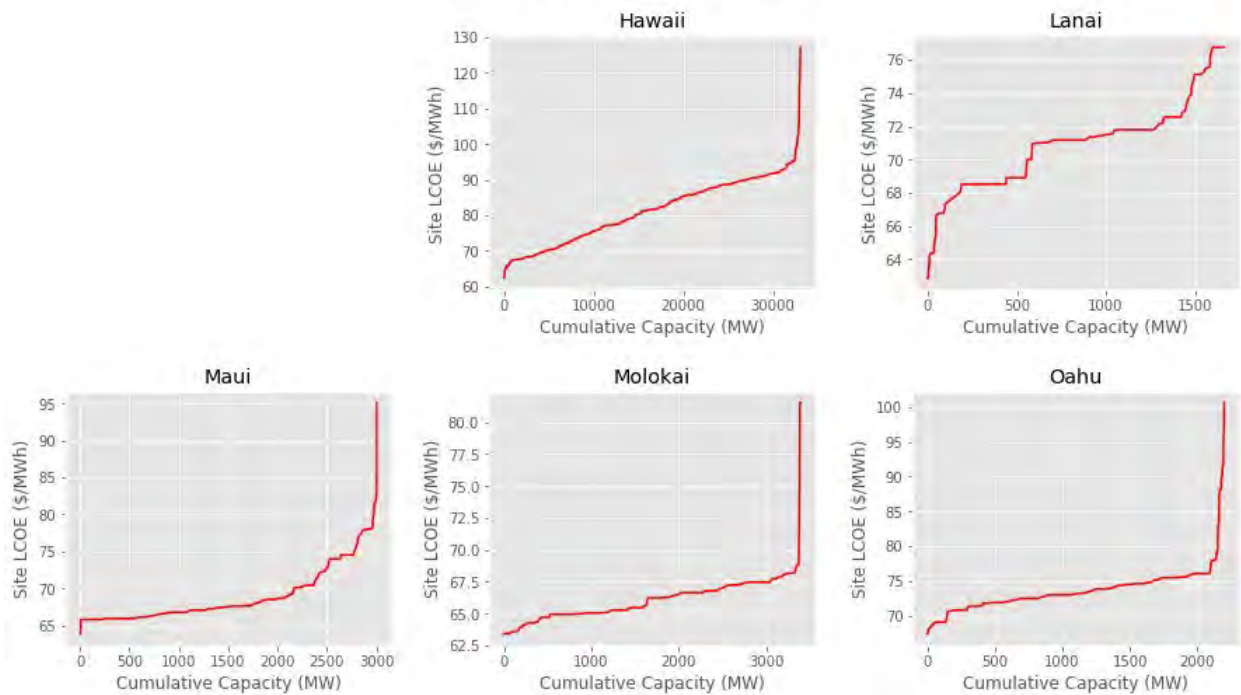 Hawaii
130
120
110
100
90
80
70
60
Site LCOE ($/MWh)
0 10000 20000 30000
Cumulative Capacity (MW)
Lanai
76
74
72
70
68
66
64
Site LCOE ($/MWh)
0 500 1000 1500
Cumulative Capacity (MW)
Maui
95
90
85
80
75
70
65
Site LCOE ($/MWh)
0 500 1000 1500 2000 2500 3000
Cumulative Capacity (MW)
Molokai
80.0
77.5
75.0
72.5
70.0
67.5
65.0
62.5
Site LCOE ($/MWh)
0 1000 2000 3000
Cumulative Capacity (MW)
Oahu
100
95
90
85
80
75
70
Site LCOE ($/MWh)
0 500 1000 1500 2000
Cumulative Capacity (MW)